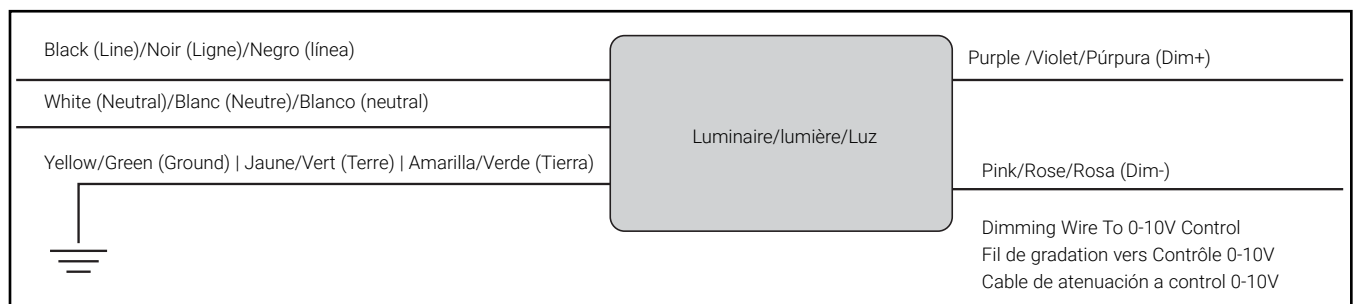 Black (Line)/Noir (Ligne)/Negro (línea)
White (Neutral)/Blanc (Neutre)/Blanco (neutral)
Yellow/Green (Ground) | Jaune/Vert (Terre) | Amarilla/Verde (Tierra)
Luminaire/lumière/Luz
Purple /Violet/Púrpura (Dim+)
Pink/Rose/Rosa (Dim-)
Dimming Wire To 0-10V Control
Fil de gradation vers Contrôle 0-10V
Cable de atenuación a control 0-10V